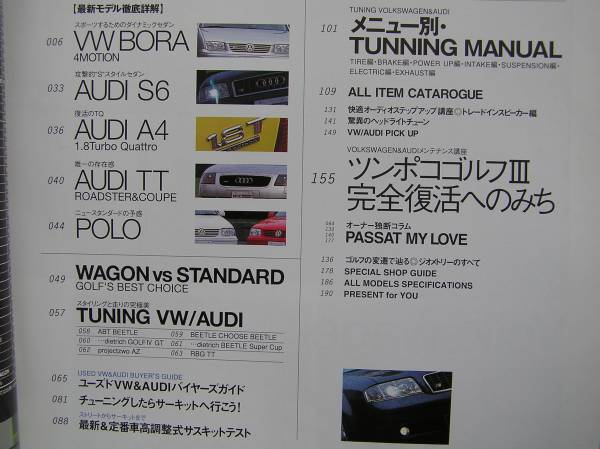 【最新モデル徹底詳解】
スポーツするためのダイナミックセダン
006 VW BORA
4MOTION
攻撃的"S"スタイルセダン
033 AUDI S6
復活のTQ
036 AUDI A4
1.8Turbo Quattro
唯一の存在感
040 AUDI TT
ROADSTER&COUPE
ニュースタンダードの予感
044 POLO
1.8T
049 WAGON vs STANDARD
GOLF'S BEST CHOICE
スタイリングと走りの究極美
057 TUNING VW/AUDI
058 ABT BEETLE
059 BEETLE CHOOSE BEETLE
060 …dietrich GOLF IV GT
061 …dietrich BEETLE Super Cup
062 projectzwo AZ
063 RBG TT
USED VW&AUDI BUYER'S GUIDE
065 ユーズドVW&AUDIバイヤーズガイド
081 チューニングしたらサーキットへ行こう!
ストリートからサーキットまで
088 最新&定番車高調整式サスキットテスト
TUNING VOLKSWAGEN&AUDI
101 メニュー別・
TUNNING MANUAL
TIRE編・BRAKE編・POWER UP編・INTAKE編・SUSPENSION編・
ELECTRIC編・EXHAUST編
109 ALL ITEM CATAROGUE
131 快適オーディオステップアップ講座◎トレードインスピーカー編
141 驚異のヘッドライトチューン
149 VW/AUDI PICK UP
VOLKSWAGEN&AUDIメンテナンス講座
155 ツンポコゴルフⅢ
完全復活へのみち
オーナー独断コラム
PASSAT MY LOVE
136 ゴルフの変遷で辿る◎ジオメトリーのすべて
178 SPECIAL SHOP GUIDE
186 ALL MODELS SPECIFICATIONS
190 PRESENT for YOU